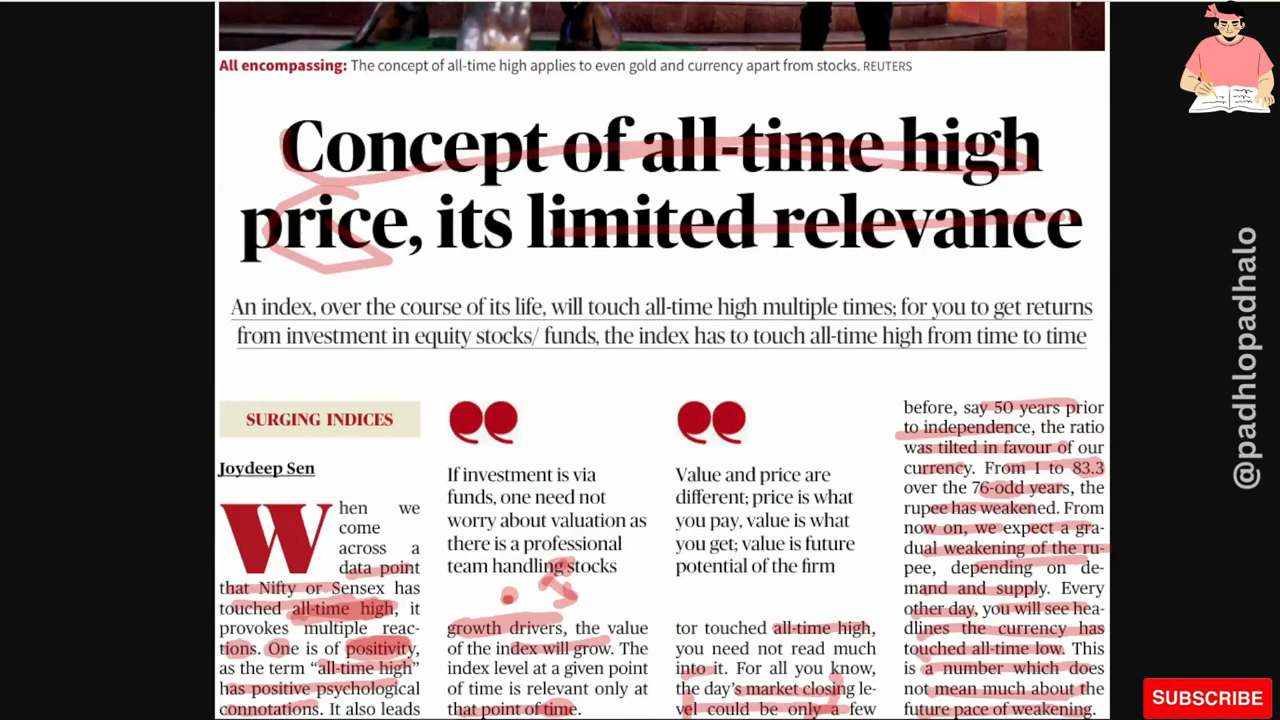 All encompassing: The concept of all-time high applies to even gold and currency apart from stocks. REUTERS
Concept of all-time high
price, its limited relevance
An index, over the course of its life, will touch all-time high multiple times; for you to get returns
from investment in equity stocks/ funds, the index has to touch all-time high from time to time
SURGING INDICES
Joydeep Sen
When we
come
across a
data point
that Nifty or Sensex has
touched all-time high, it
provokes multiple reac-
tions. One is of positivity,
as the term “all-time high”
has positive psychological
connotations. It also leads
If investment is via
funds, one need not
worry about valuation as
there is a professional
team handling stocks
growth drivers, the value
of the index will grow. The
index level at a given point
of time is relevant only at
that point of time.
Value and price are
different; price is what
you pay, value is what
you get; value is future
potential of the firm
tor touched all-time high,
you need not read much
into it. For all you know,
the day’s market closing le-
vel could be only a few
before, say 50 years prior
to independence, the ratio
was tilted in favour of our
currency. From 1 to 83.3
over the 76-odd years, the
rupee has weakened. From
now on, we expect a gra-
dual weakening of the ru-
pee, depending on de-
mand and supply. Every
other day, you will see hea-
dlines the currency has
touched all-time low. This
is a number which does
not mean much about the
future pace of weakening.
@padhlopadhalo
SUBSCRIBE